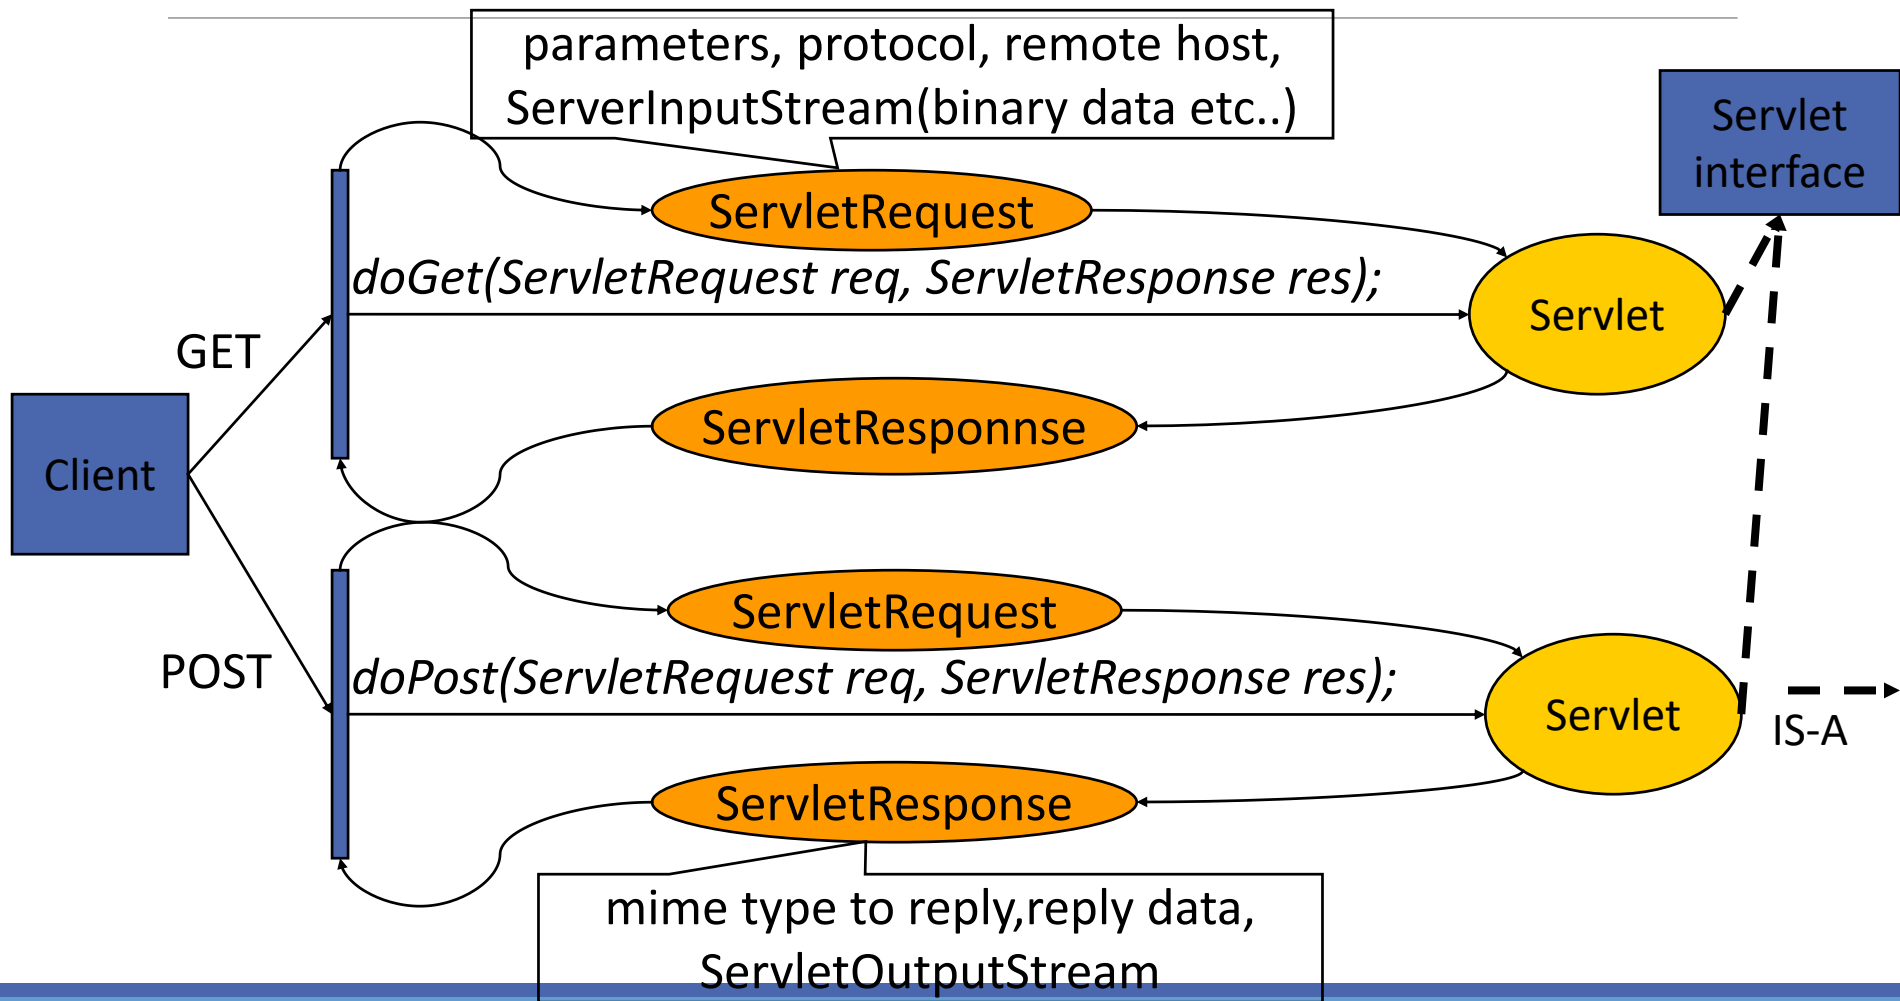 parameters, protocol, remote host,
ServerInputStream(binary data etc..)
Servlet
interface
ServletRequest
doGet(ServletRequest req, ServletResponse res);
Servlet
GET
ServletResponnse
Client
ServletRequest
POST
doPost(ServletRequest req, ServletResponse res);
Servlet
IS-A
ServletResponse
mime type to reply,reply data,
ServletOutputStream